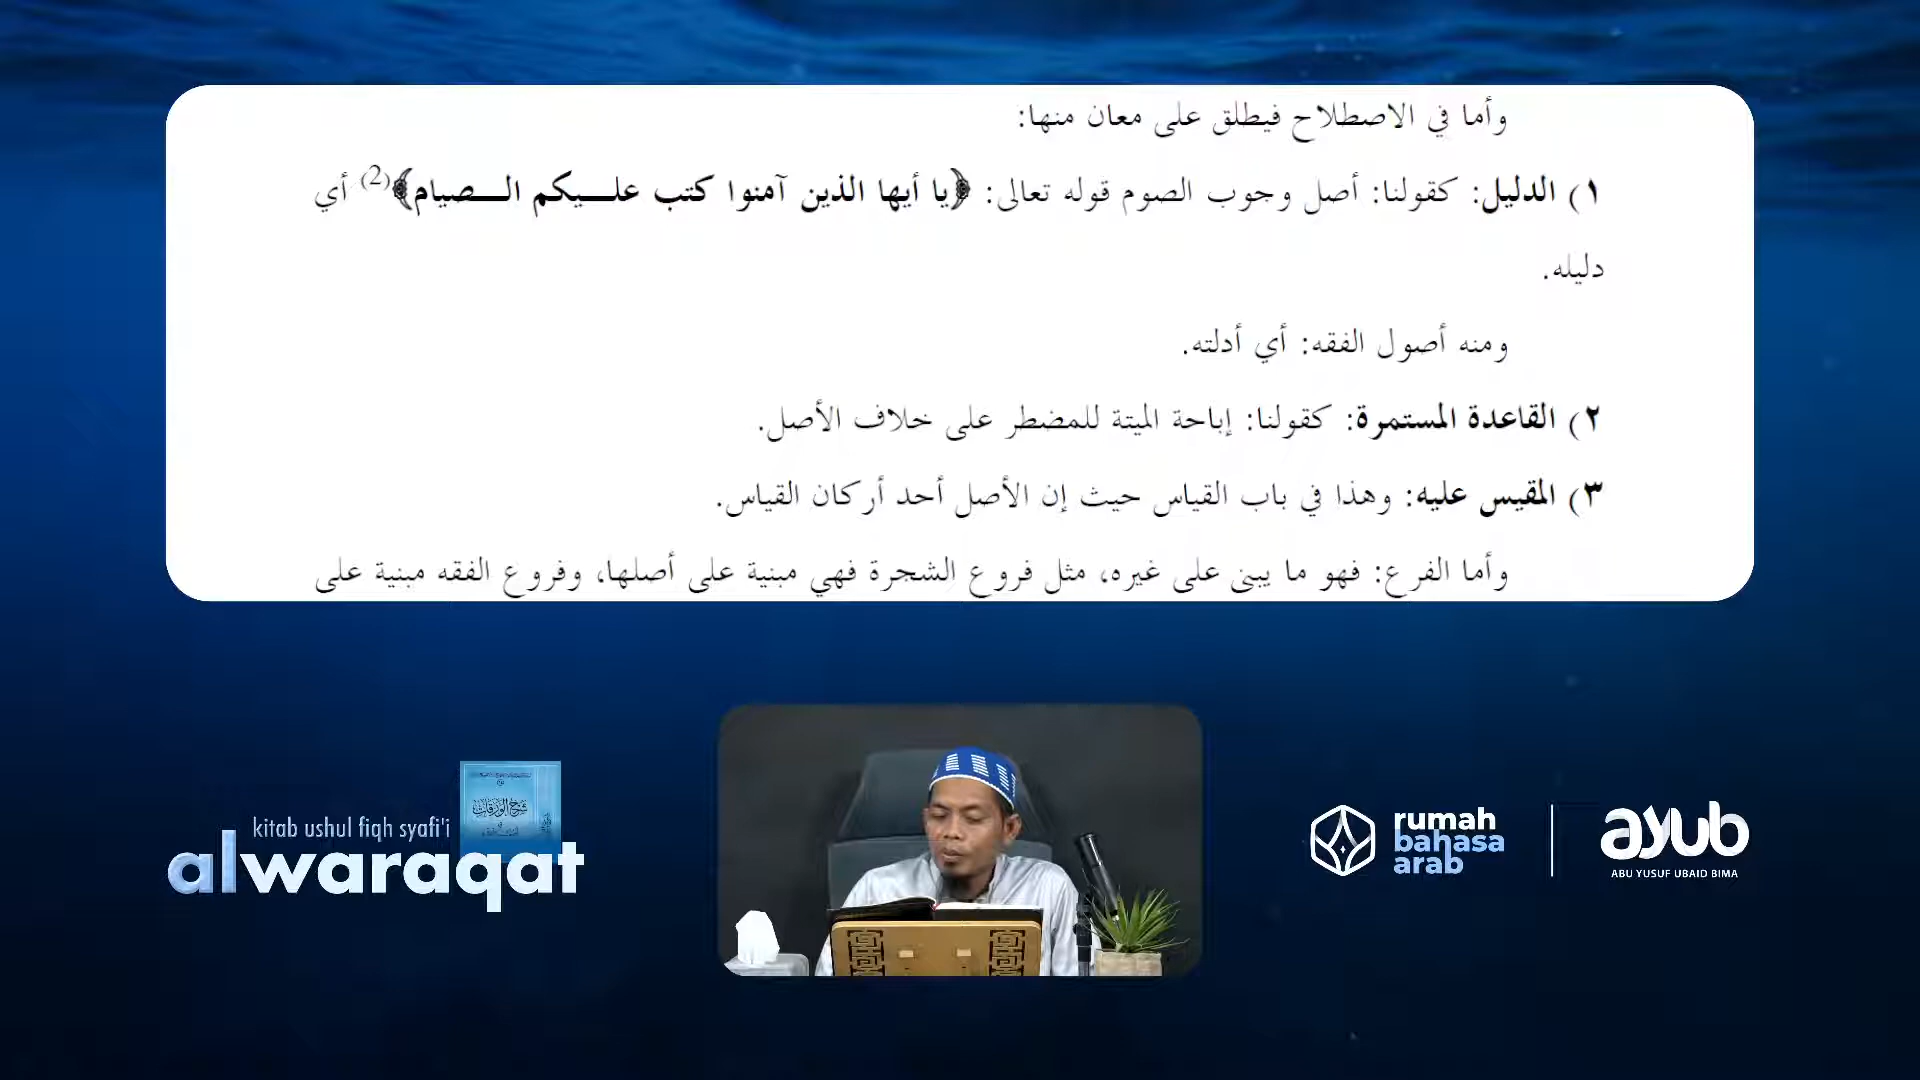 وأما في الاصطلاح فيطلق على معان منها:
١) الدليل: كقولنا: أصل وجوب الصوم قوله تعالى: ﴿يا أيها الذين آمنوا كتب علــيكم الــصيام﴾(2) أي
دليله.
ومنه أصول الفقه: أي أدلته.
٢) القاعدة المستمرة: كقولنا: إباحة الميتة للمضطر على خلاف الأصل.
٣) المقيس عليه: وهذا في باب القياس حيث إن الأصل أحد أركان القياس.
وأما الفرع: فهو ما يبنى على غيره، مثل فروع الشجرة فهي مبنية على أصلها، وفروع الفقه مبنية على
شرح الورقات
kitab ushul fiqh syafi'i
alwaraqat
rumah
bahasa
arab
ayub
ABU YUSUF UBAID BIMA